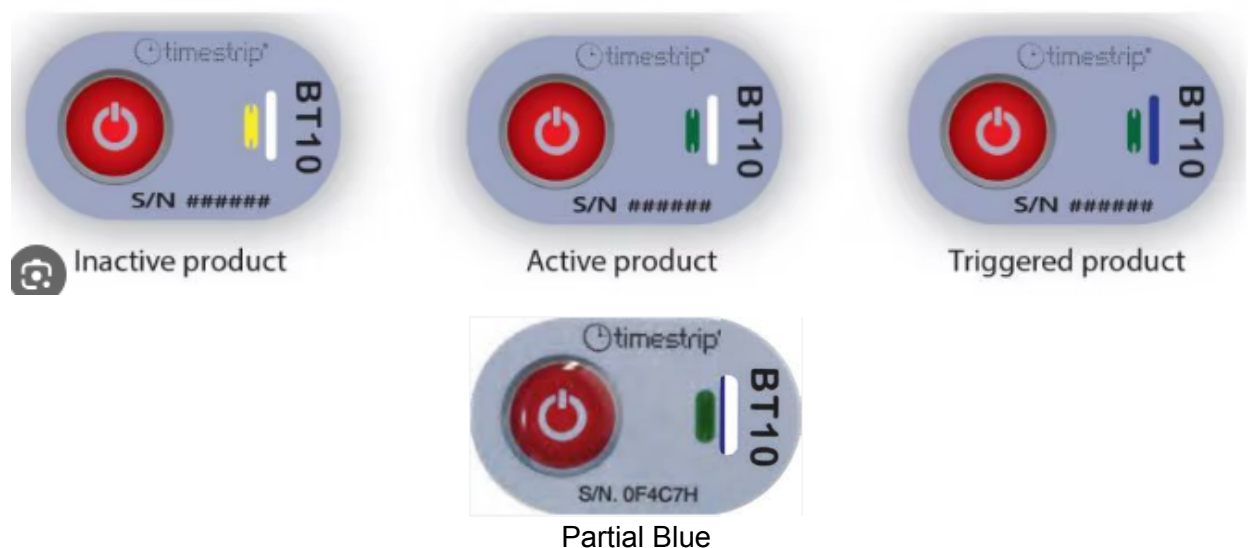 timestrip®
BT10
S/N ######
Inactive product
timestrip®
BT10
S/N ######
Active product
timestrip®
BT10
S/N ######
Triggered product
timestrip®
BT10
S/N. 0F4C7H
Partial Blue